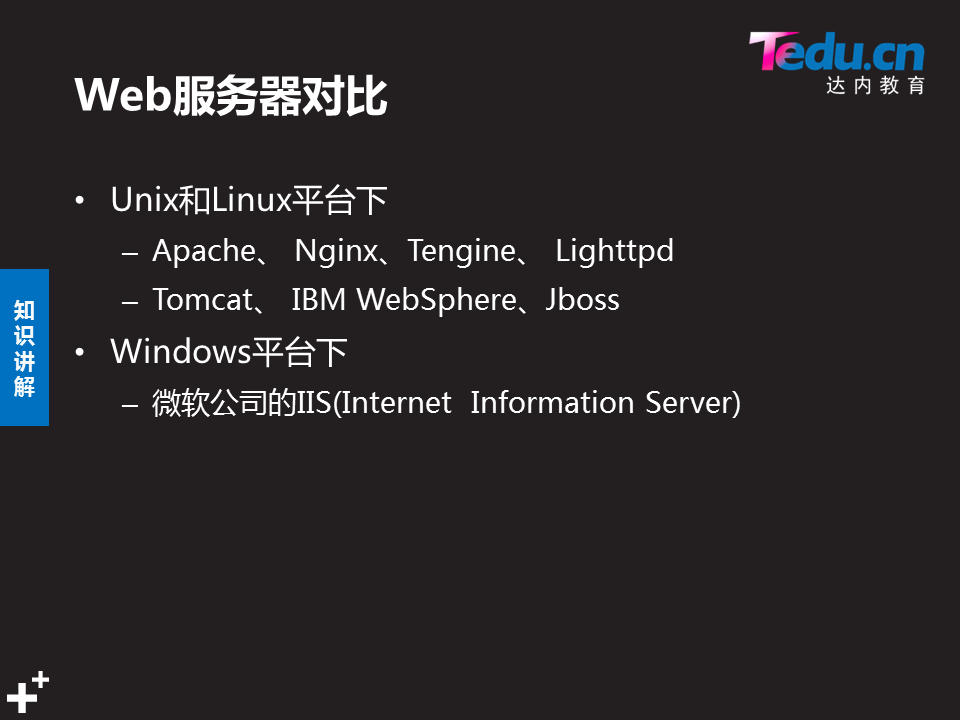 Tedu.cn
达内教育
Web服务器对比
• Unix和Linux平台下
– Apache、 Nginx、Tengine、 Lighttpd
– Tomcat、 IBM WebSphere、Jboss
• Windows平台下
– 微软公司的IIS(Internet Information Server)
知
识
讲
解